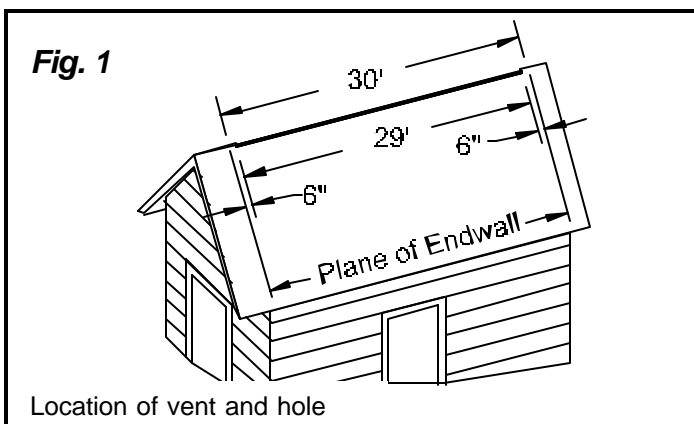 Fig. 1
30'
29'
6"
6"
Plane of Endwall
Location of vent and hole